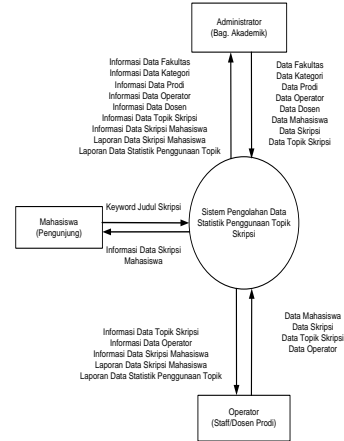 Administrator
(Bag. Akademik)
Informasi Data Fakultas
Informasi Data Kategori
Informasi Data Prodi
Informasi Data Operator
Informasi Data Dosen
Informasi Data Topik Skripsi
Informasi Data Skripsi Mahasiswa
Laporan Data Skripsi Mahasiswa
Laporan Data Statistik Penggunaan Topik
Data Fakultas
Data Kategori
Data Prodi
Data Operator
Data Dosen
Data Mahasiswa
Data Skripsi
Data Topik Skripsi
Mahasiswa
(Pengunjung)
Keyword Judul Skripsi
Informasi Data Skripsi
Mahasiswa
Sistem Pengolahan Data
Statistik Penggunaan Topik
Skripsi
Informasi Data Topik Skripsi
Informasi Data Operator
Informasi Data Skripsi Mahasiswa
Laporan Data Skripsi Mahasiswa
Laporan Data Statistik Penggunaan Topik
Data Mahasiswa
Data Skripsi
Data Topik Skripsi
Data Operator
Operator
(Staff/Dosen Prodi)